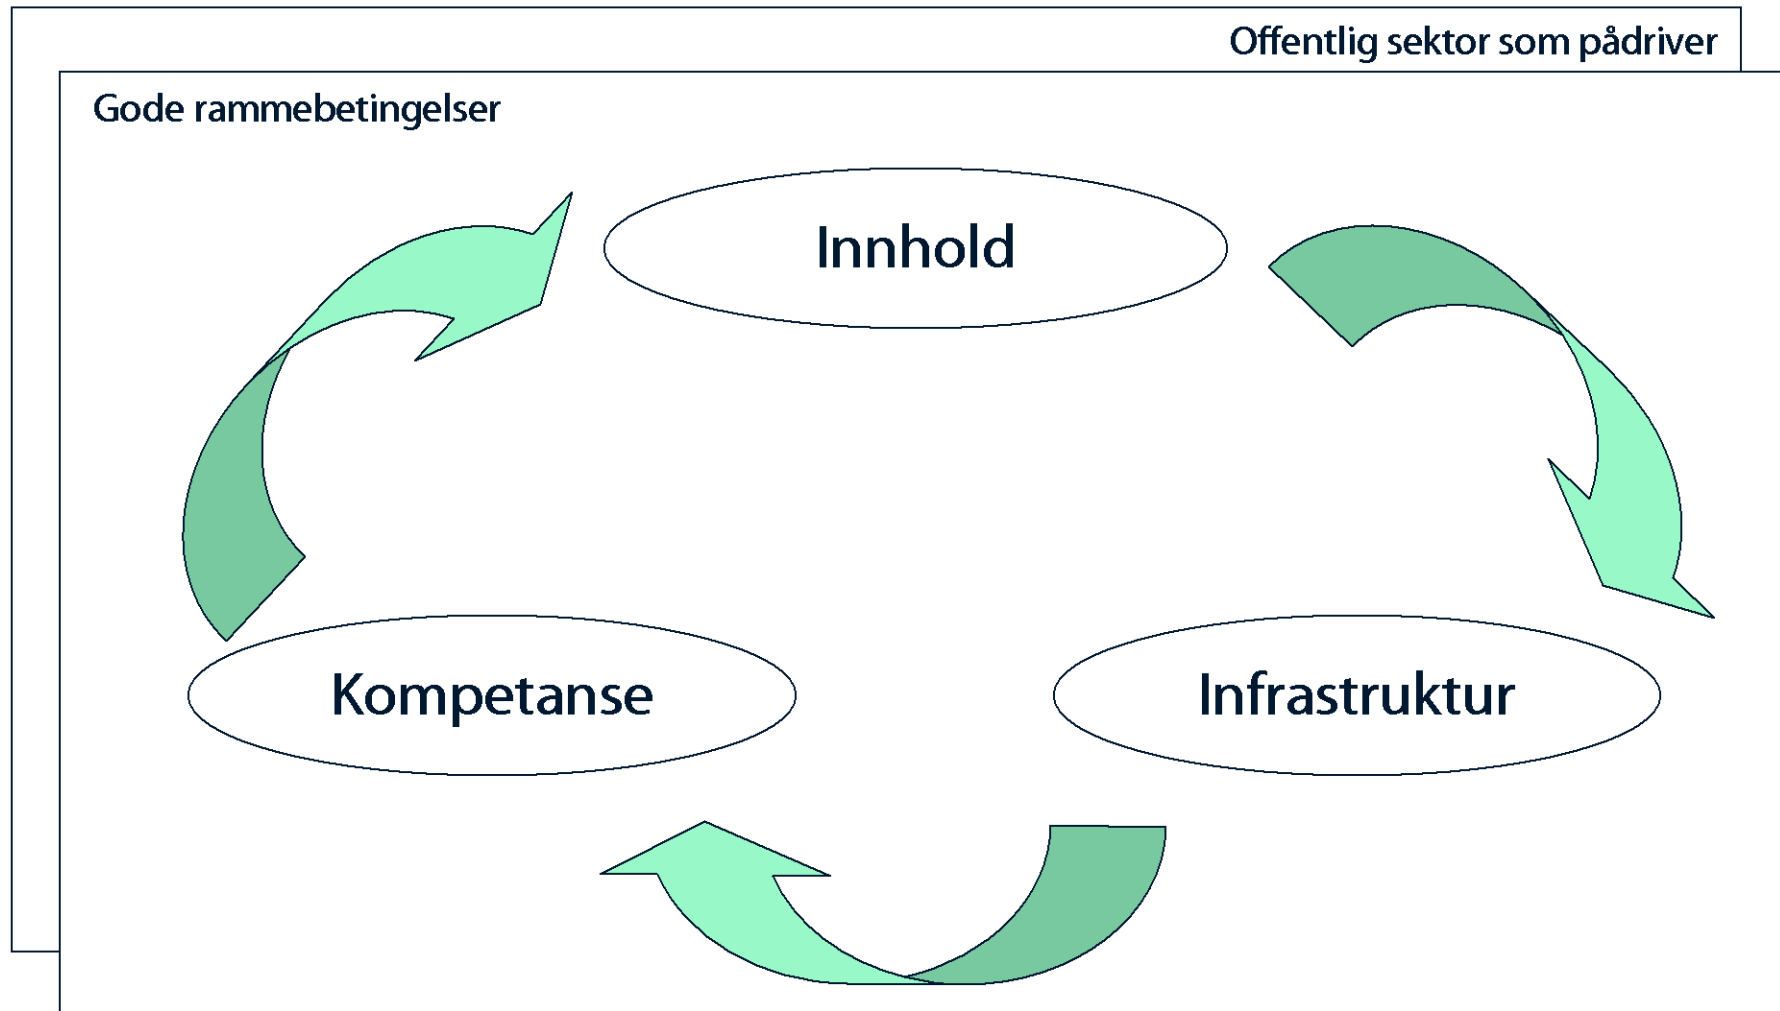 Offentlig sektor som pådriver
Gode rammebetingelser
Innhold
Kompetanse
Infrastruktur